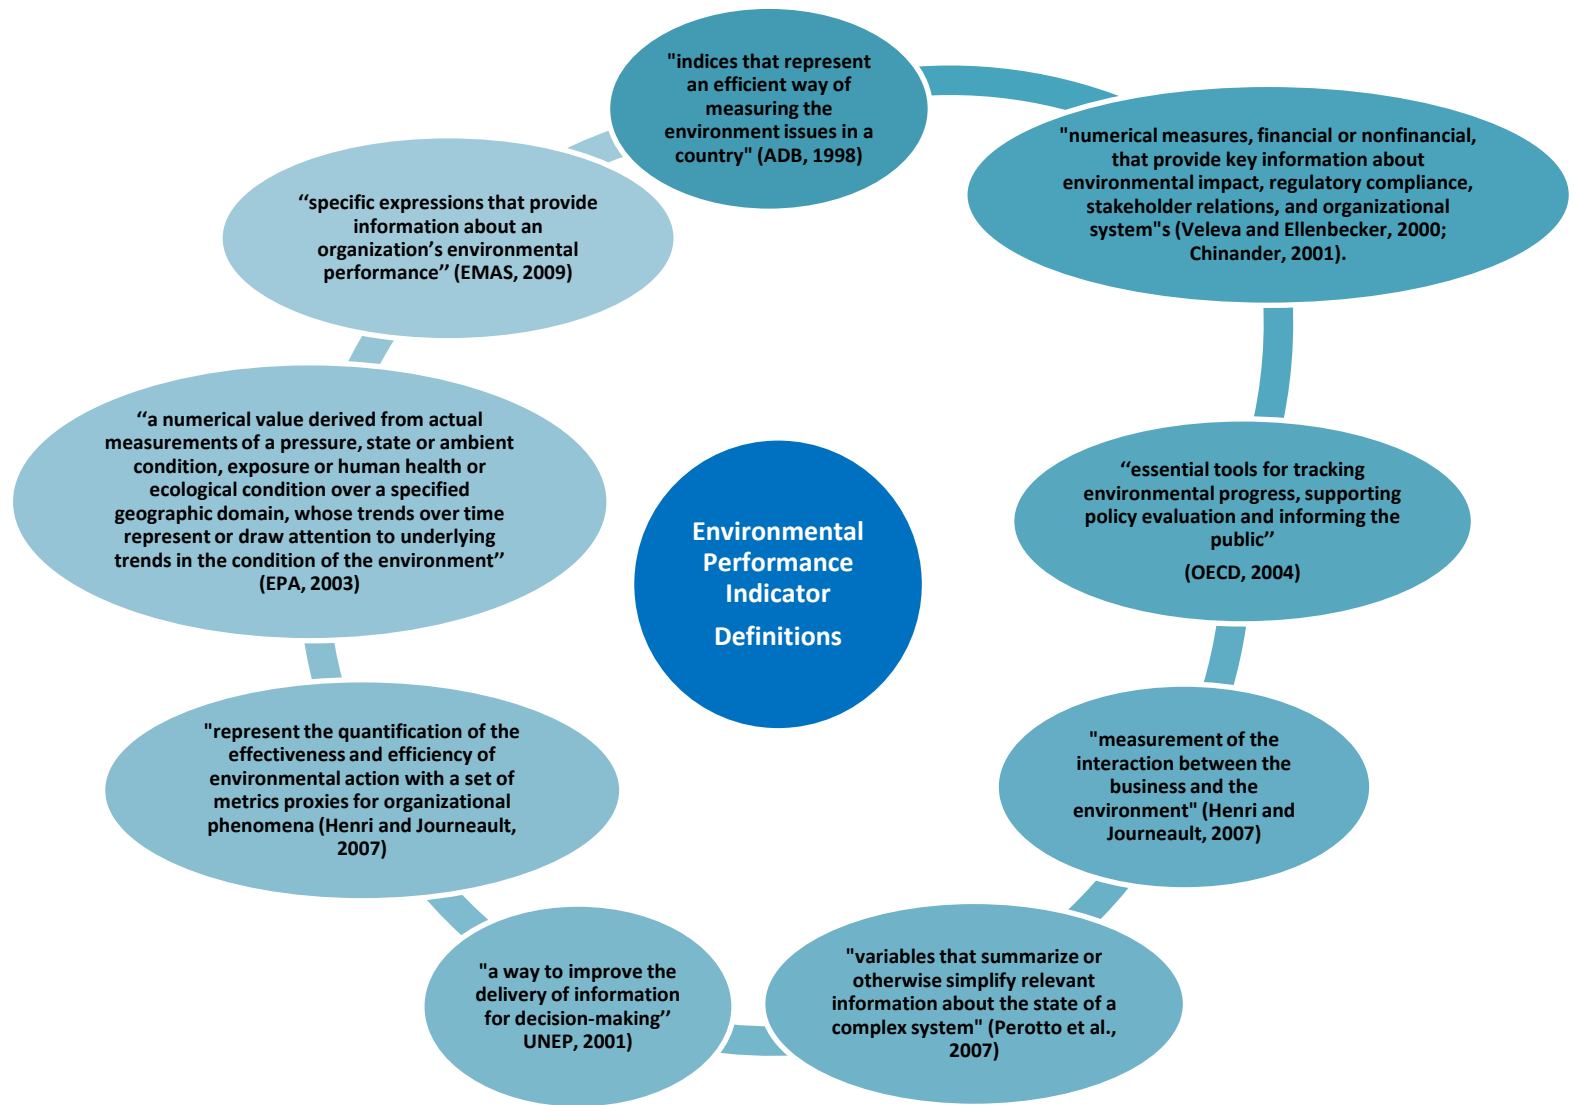 "indices that represent
an efficient way of
measuring the
environment issues in a
country" (ADB, 1998)
"numerical measures, financial or nonfinancial,
that provide key information about
environmental impact, regulatory compliance,
stakeholder relations, and organizational
system"s (Veleva and Ellenbecker, 2000;
Chinander, 2001).
‘‘essential tools for tracking
environmental progress, supporting
policy evaluation and informing the
public’’
(OECD, 2004)
"measurement of the
interaction between the
business and the
environment" (Henri and
Journeault, 2007)
"variables that summarize or
otherwise simplify relevant
information about the state of a
complex system" (Perotto et al.,
2007)
"a way to improve the
delivery of information
for decision-making’’
UNEP, 2001)
"represent the quantification of the
effectiveness and efficiency of
environmental action with a set of
metrics proxies for organizational
phenomena (Henri and Journeault,
2007)
‘‘a numerical value derived from actual
measurements of a pressure, state or ambient
condition, exposure or human health or
ecological condition over a specified
geographic domain, whose trends over time
represent or draw attention to underlying
trends in the condition of the environment’’
(EPA, 2003)
‘‘specific expressions that provide
information about an
organization’s environmental
performance’’ (EMAS, 2009)
Environmental
Performance
Indicator
Definitions